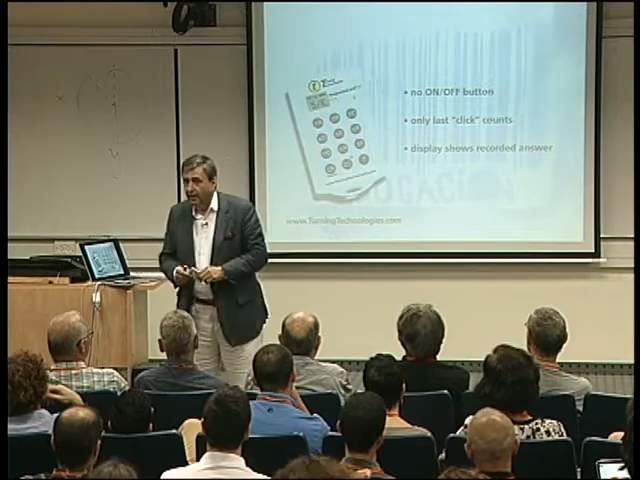 • no ON/OFF button
• only last "click" counts
• display shows recorded answer
www.TurningTechnologies.com